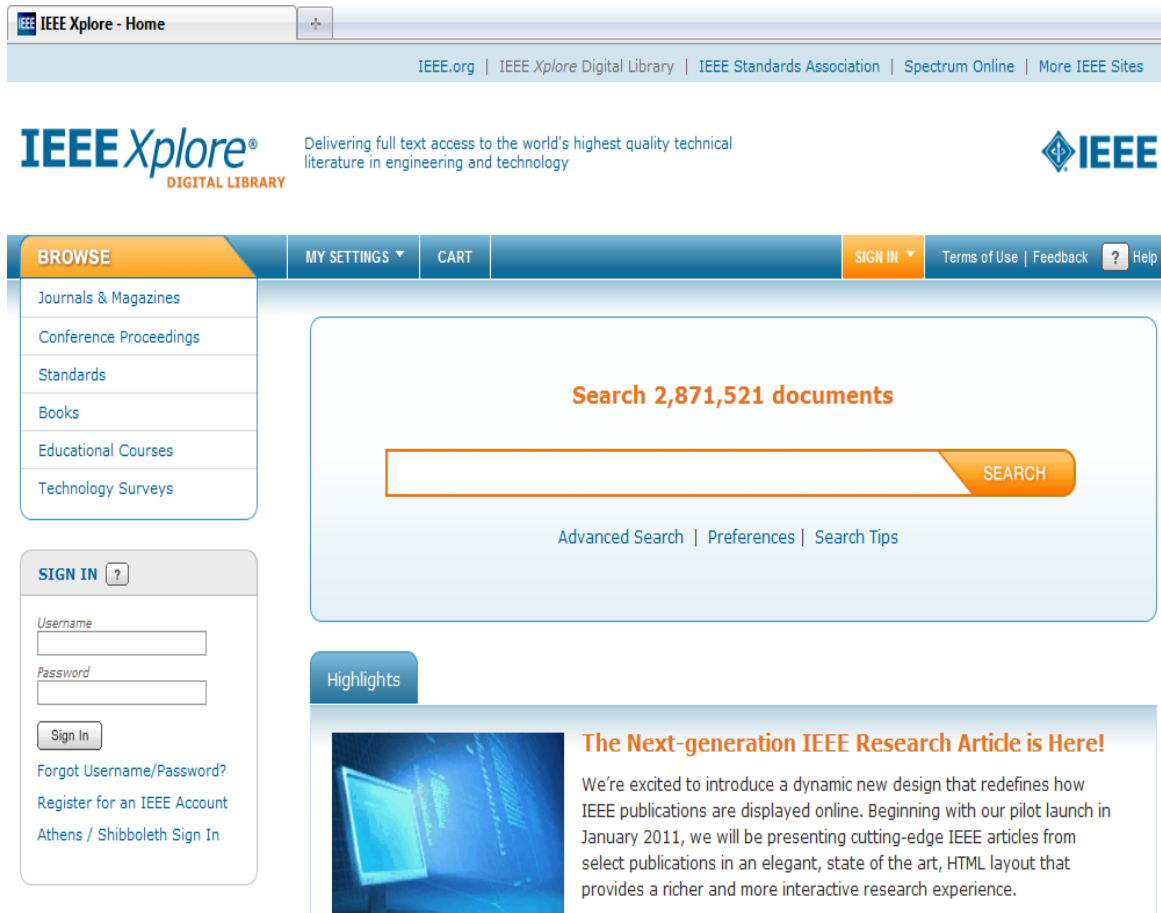 IEEE Xplore - Home
IEEE.org | IEEE Xplore Digital Library | IEEE Standards Association | Spectrum Online | More IEEE Sites
IEEE Xplore®
DIGITAL LIBRARY
Delivering full text access to the world's highest quality technical
literature in engineering and technology
IEEE
BROWSE
MY SETTINGS
CART
SIGN IN
Terms of Use | Feedback
? Help
Journals & Magazines
Conference Proceedings
Standards
Books
Educational Courses
Technology Surveys
Search 2,871,521 documents
SEARCH
Advanced Search | Preferences | Search Tips
SIGN IN ?
Username
Password
Sign In
Forgot Username/Password?
Register for an IEEE Account
Athens / Shibboleth Sign In
Highlights
The Next-generation IEEE Research Article is Here!
We're excited to introduce a dynamic new design that redefines how
IEEE publications are displayed online. Beginning with our pilot launch in
January 2011, we will be presenting cutting-edge IEEE articles from
select publications in an elegant, state of the art, HTML layout that
provides a richer and more interactive research experience.